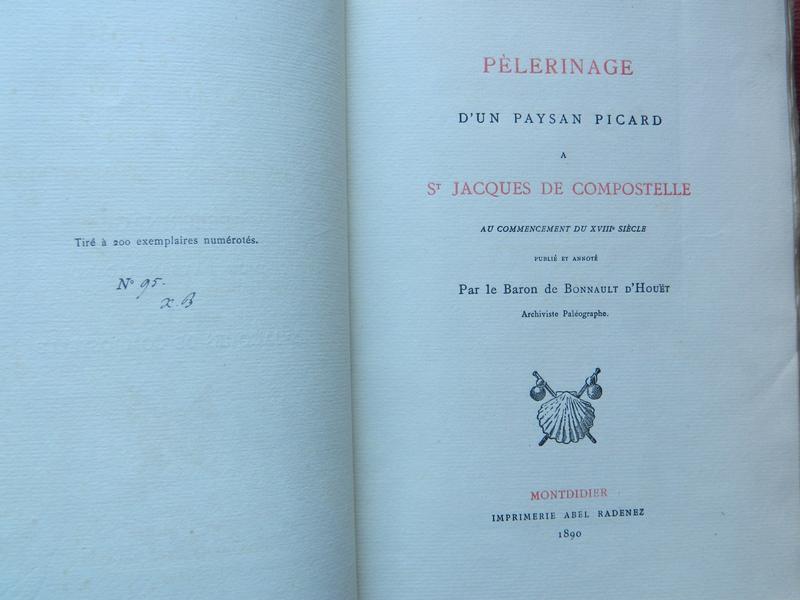 Tiré à 200 exemplaires numérotés.
N° 95.
X. B
PÈLERINAGE
D'UN PAYSAN PICARD
A
ST JACQUES DE COMPOSTELLE
AU COMMENCEMENT DU XVIIIe SIÈCLE
PUBLIÉ ET ANNOTÉ
Par le Baron de BONNAULT D'HOUËT
Archiviste Paléographe.
MONTDIDIER
IMPRIMERIE ABEL RADENEZ
1890